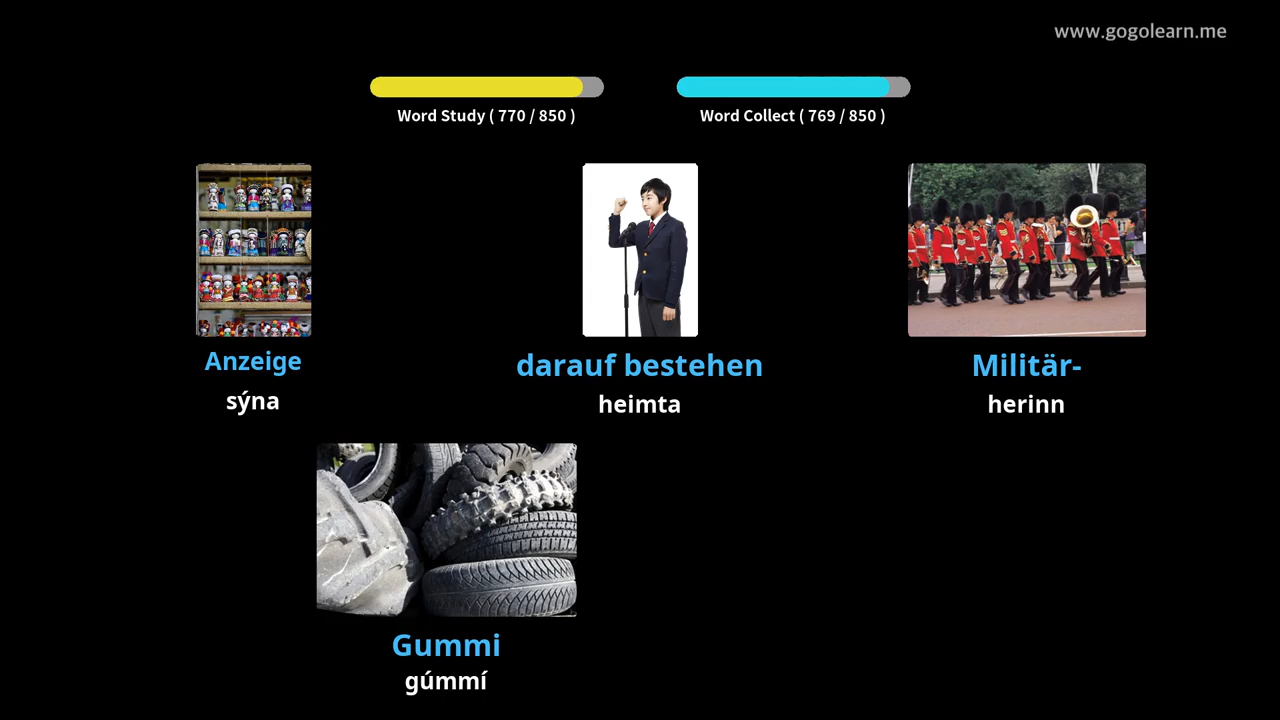 www.gogolearn.me
Word Study ( 770 / 850 )
Word Collect ( 769 / 850 )
Anzeige
sýna
darauf bestehen
heimta
Militär-
herinn
Gummi
gúmmí